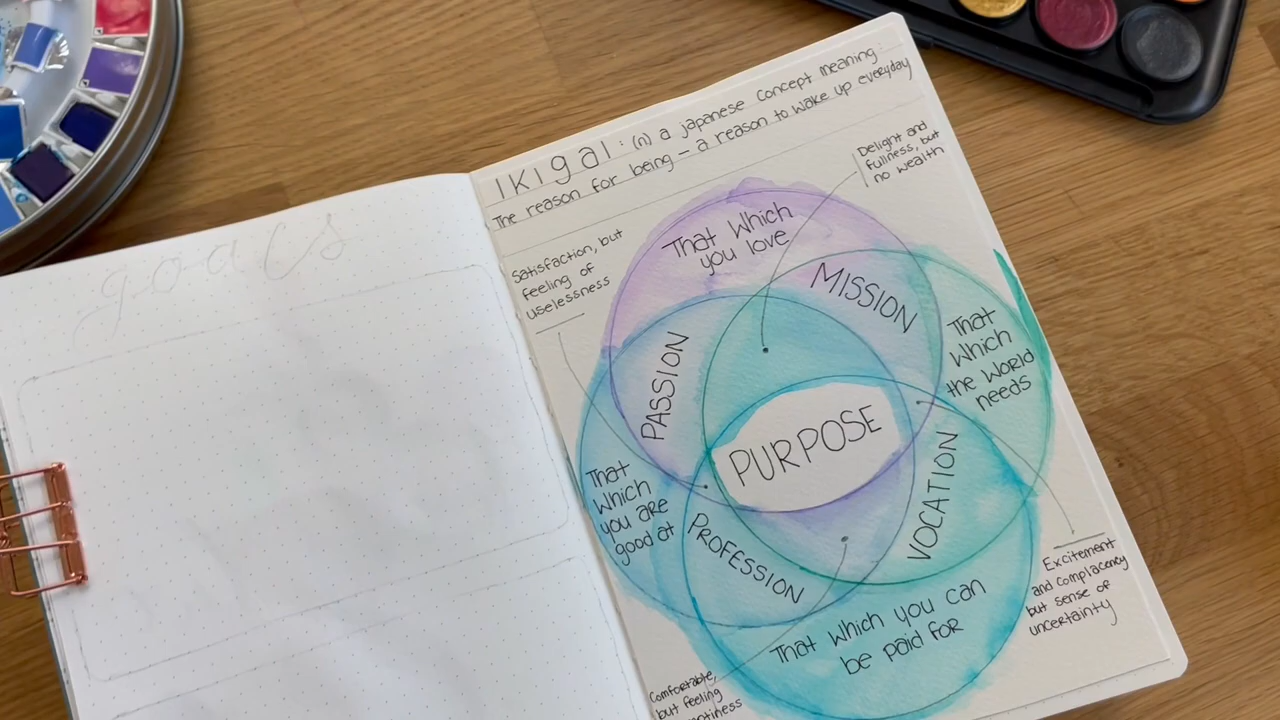 goals
ikigai: (n) a japanese concept meaning:
The reason for being – a reason to wake up everyday
Delight and
fullness, but
no wealth
Satisfaction, but
feeling of
uselessness
That Which
you love
MISSION
PASSION
That
Which
the World
needs
PURPOSE
That
Which
you are
good at
VOCATION
PROFESSION
That Which you can
be paid for
Excitement
and complacency
but sense of
uncertainty
Comfortable,
but feeling